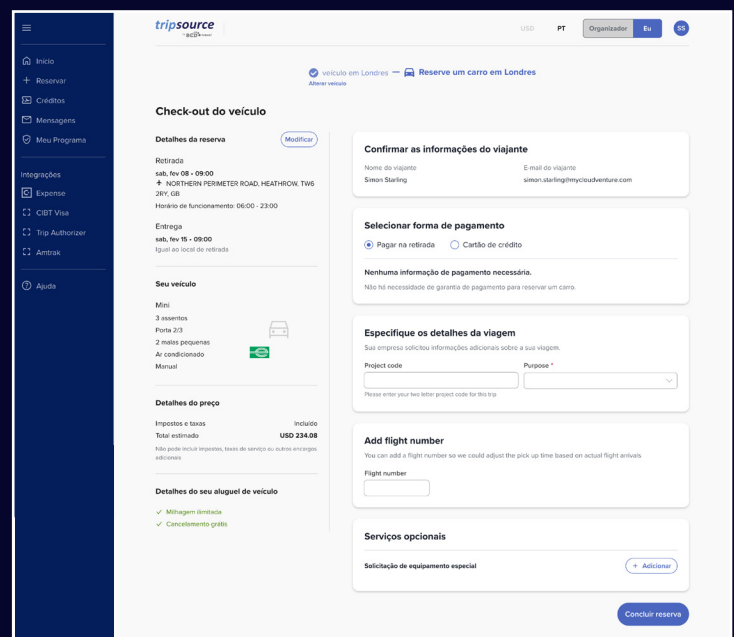 tripsource
BCD travel
USD
PT
Organizador
Eu
SS
Início
Reservar
Créditos
Mensagens
Meu Programa
Integrações
Expense
CIBT Visa
Trip Authorizer
Amtrak
Ajuda
veículo em Londres
Reserve um carro em Londres
Alterar veículo
Check-out do veículo
Detalhes da reserva
Modificar
Retirada
sab, fev 08 • 09:00
NORTHERN PERIMETER ROAD, HEATHROW, TW6
2RY, GB
Horário de funcionamento: 06:00 - 23:00
Entrega
sab, fev 15 • 09:00
Igual ao local de retirada
Seu veículo
Mini
3 assentos
Porta 2/3
2 malas pequenas
Ar condicionado
Manual
Detalhes do preço
Impostos e taxas
incluído
Total estimado
USD 234.08
Não pode incluir impostos, taxas de serviço ou outros encargos
adicionais
Detalhes do seu aluguel de veículo
Milhagem ilimitada
Cancelamento grátis
Confirmar as informações do viajante
Nome do viajante
E-mail do viajante
Simon Starling
simon.starling@mycloudventure.com
Selecionar forma de pagamento
Pagar na retirada
Cartão de crédito
Nenhuma informação de pagamento necessária.
Não há necessidade de garantia de pagamento para reservar um carro.
Especifique os detalhes da viagem
Sua empresa solicitou informações adicionais sobre a sua viagem.
Project code
Purpose *
Please enter your two letter project code for this trip
Add flight number
You can add a flight number so we could adjust the pick up time based on actual flight arrivals
Flight number
Serviços opcionais
Solicitação de equipamento especial
+ Adicionar
Concluir reserva